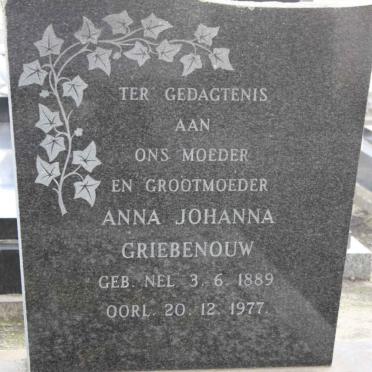 TER GEDAGTENIS
AAN
ONS MOEDER
EN GROOTMOEDER
ANNA JOHANNA
GRIEBENOUW
GEB. NEL 3. 6. 1889
OORL. 20. 12. 1977.